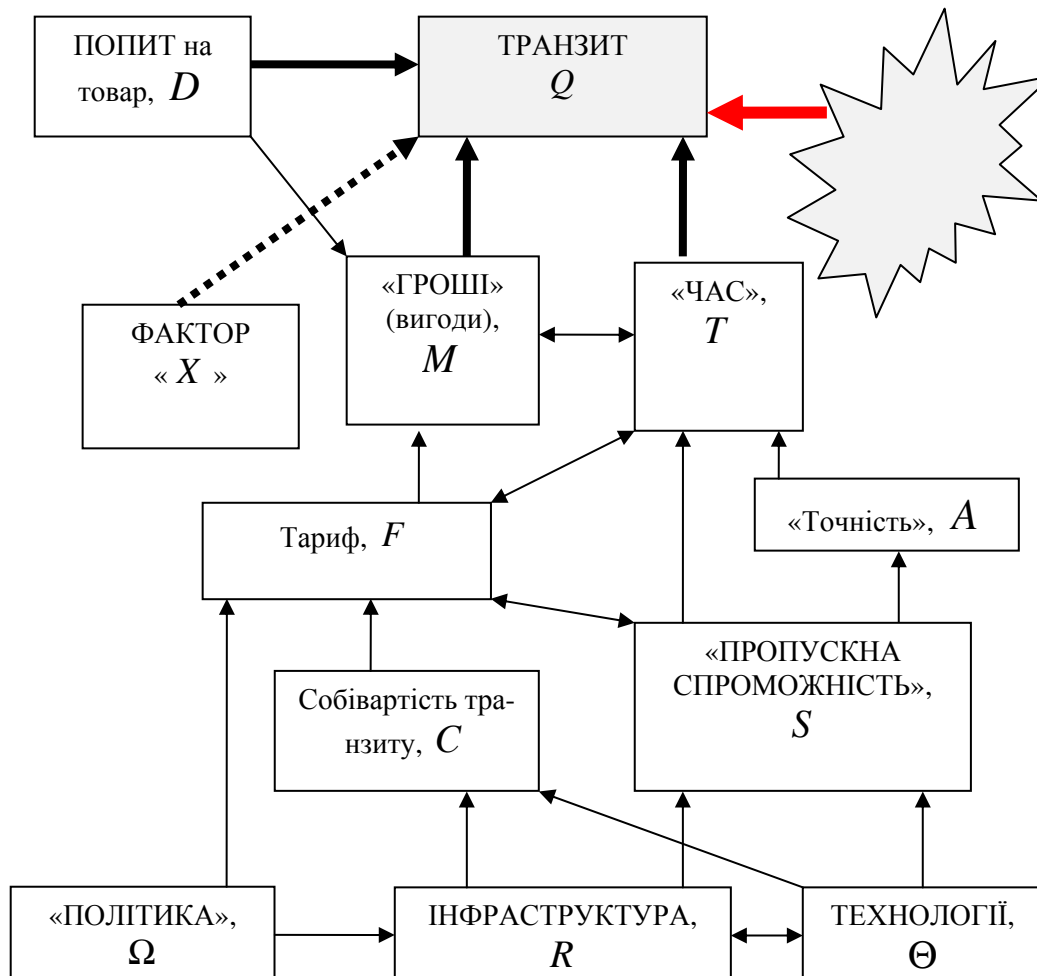 ПОПИТ на
товар, D
ТРАНЗИТ
Q
«ГРОШІ»
(вигоди),
M
«ЧАС»,
T
ФАКТОР
« X »
Тариф, F
«Точність», A
«ПРОПУСКНА
СПРОМОЖНІСТЬ»,
S
Собівартість тра-
нзиту, C
«ПОЛІТИКА»,
Ω
ІНФРАСТРУКТУРА,
R
ТЕХНОЛОГІЇ,
Θ